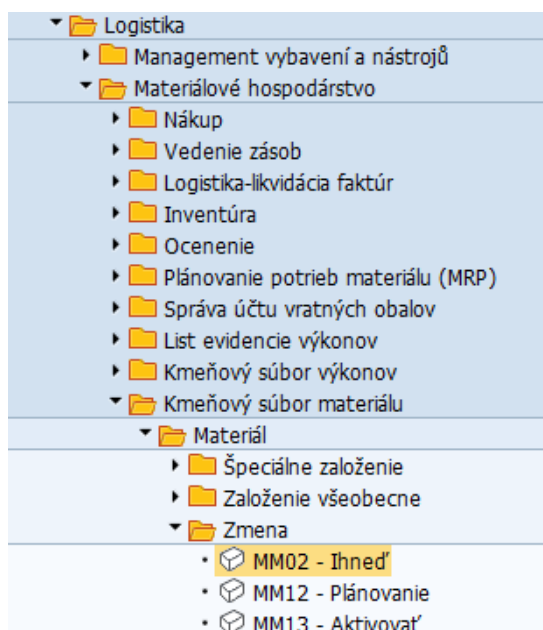 Logistika
Management vybavení a nástrojů
Materiálové hospodárstvo
Nákup
Vedenie zásob
Logistika-likvidácia faktúr
Inventúra
Ocenenie
Plánovanie potrieb materiálu (MRP)
Správa účtu vratných obalov
List evidencie výkonov
Kmeňový súbor výkonov
Kmeňový súbor materiálu
Materiál
Špeciálne založenie
Založenie všeobecne
Zmena
MM02 - Ihneď
MM12 - Plánovanie
MM13 - Aktivovať